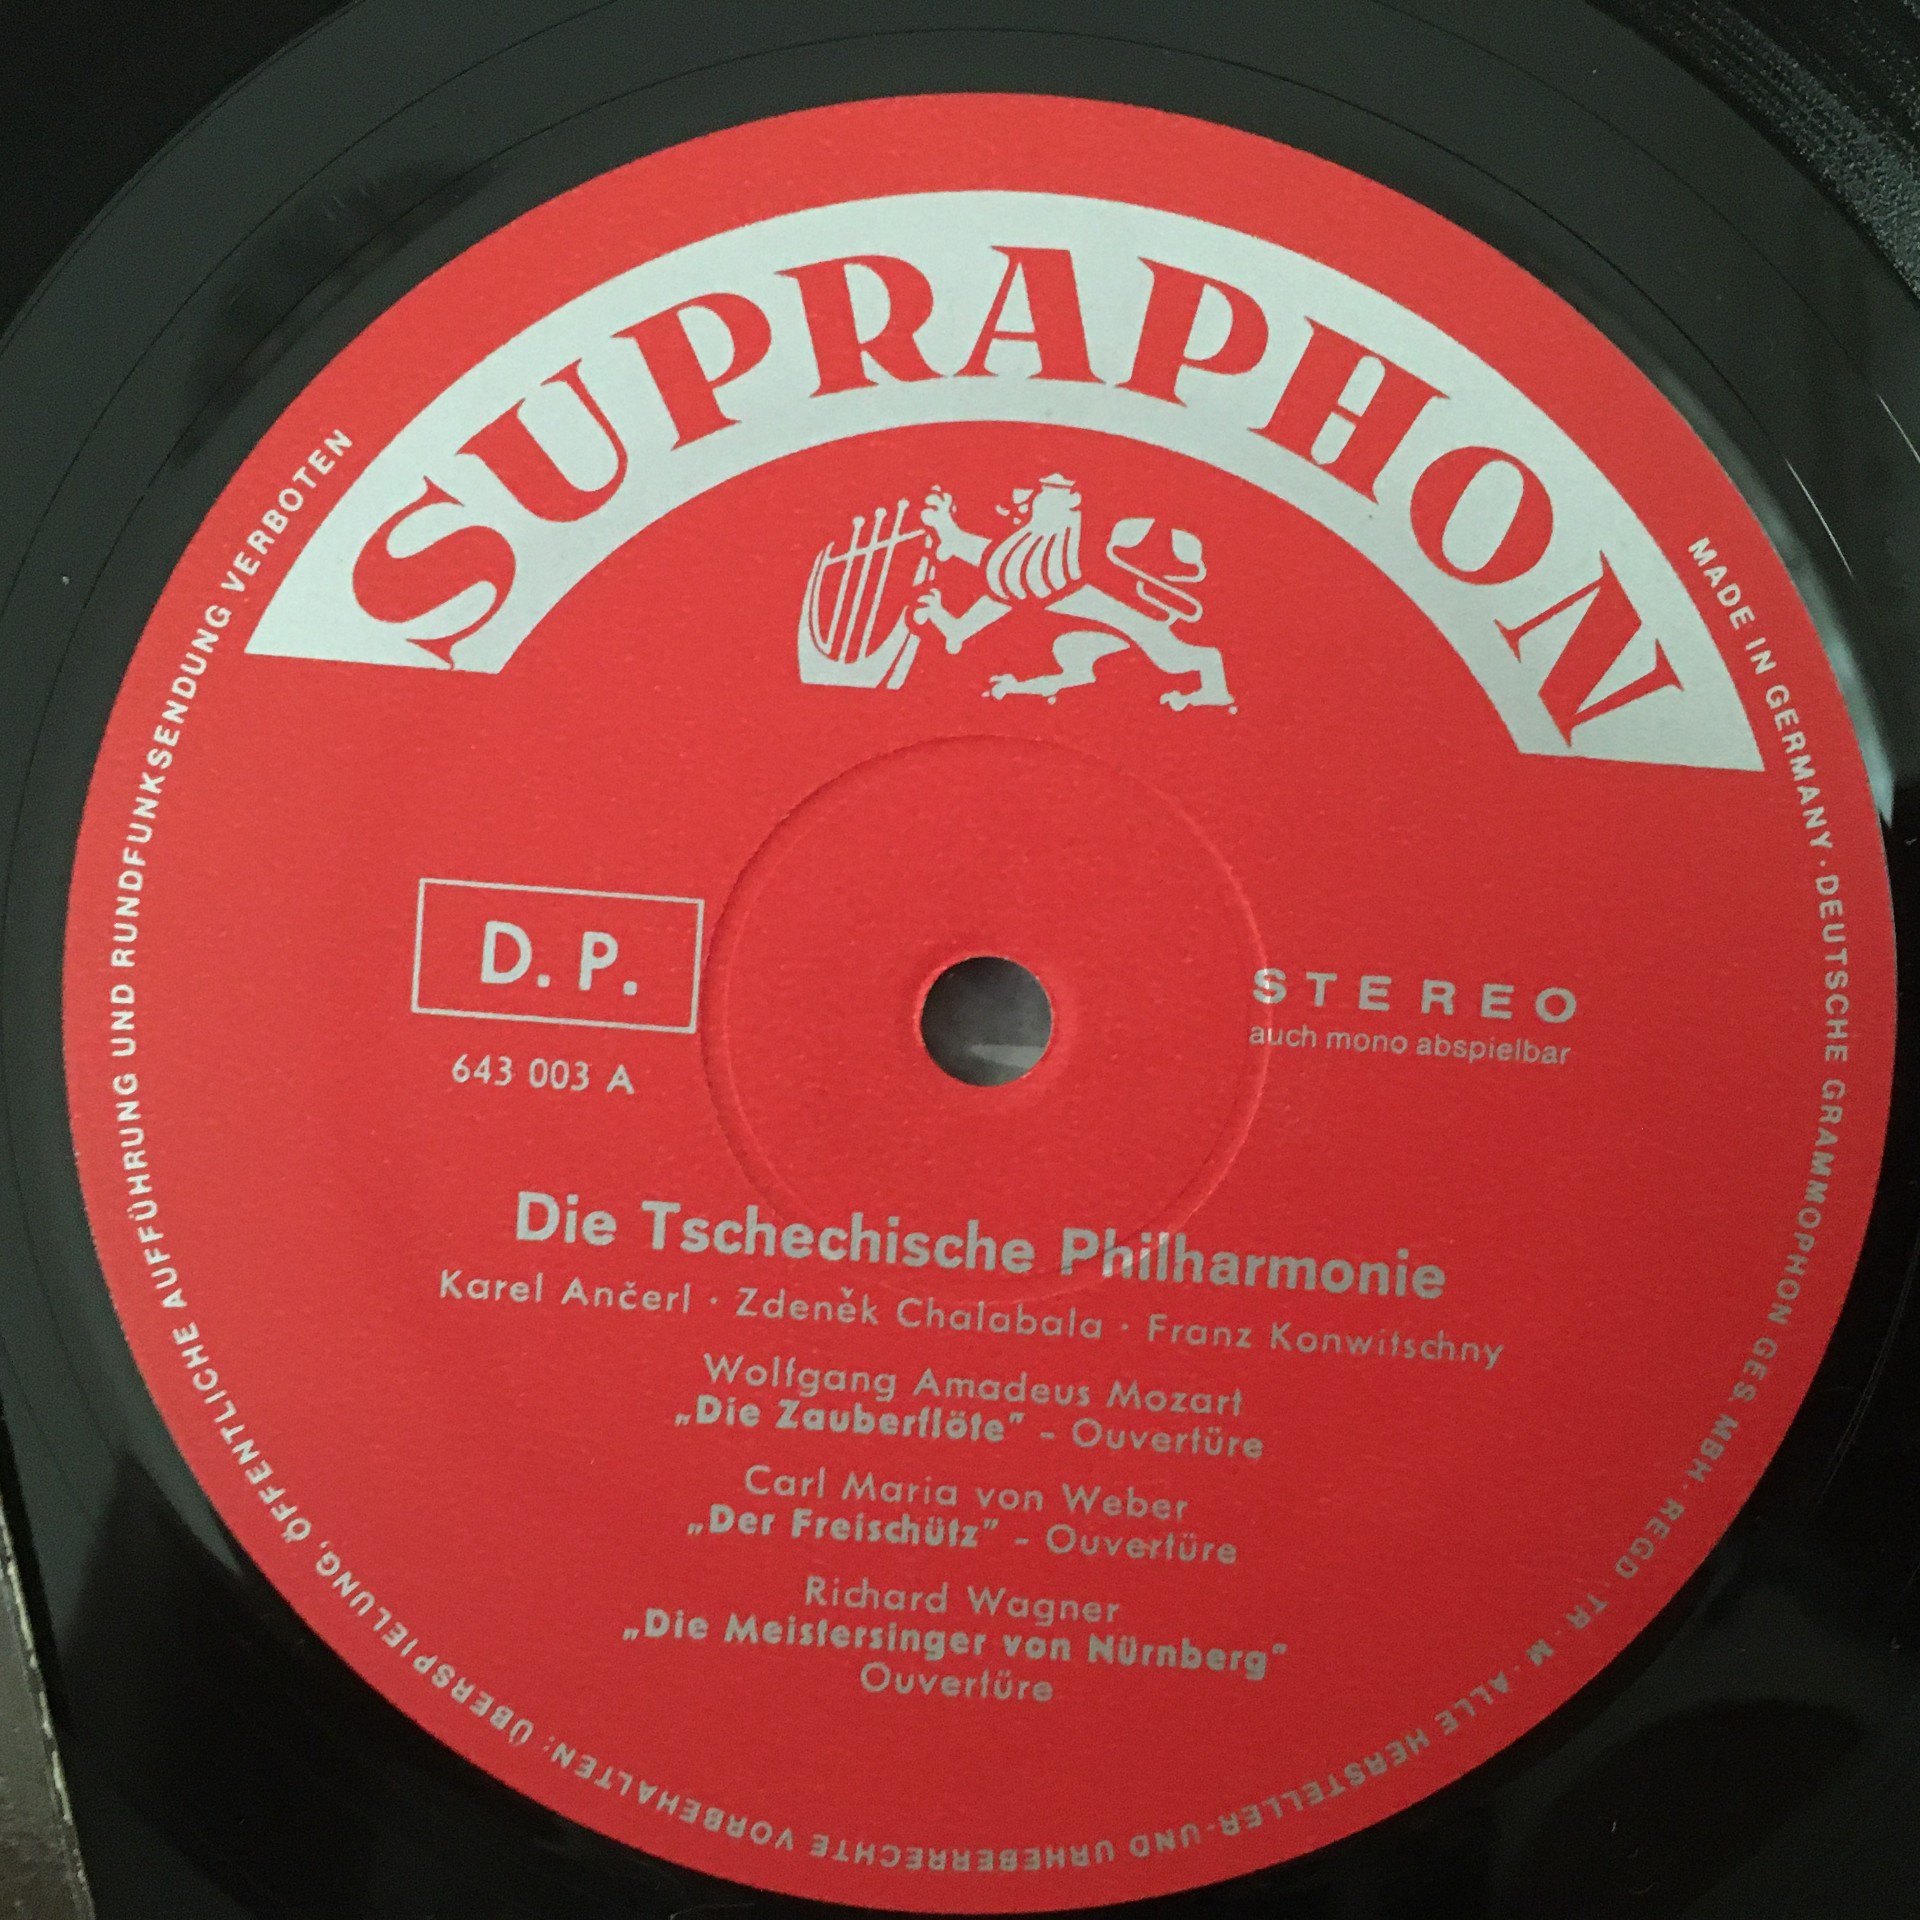 SUPRAPHON
D. P.
643 003 A
STEREO
auch mono abspielbar
Die Tschechische Philharmonie
Karel Ančerl · Zdeněk Chalabala · Franz Konwitschny
Wolfgang Amadeus Mozart
„Die Zauberflöte” – Ouvertüre
Carl Maria von Weber
„Der Freischütz” – Ouvertüre
Richard Wagner
„Die Meistersinger von Nürnberg”
Ouvertüre
MADE IN GERMANY · DEUTSCHE GRAMMOPHON GES. MBH · REGD · TR · M · ALLE HERSTELLER-UND URHEBERRECHTE VORBEHALTEN: ÜBERSPIELUNG, ÖFFENTLICHE AUFFÜHRUNG UND RUNDFUNKSENDUNG VERBOTEN